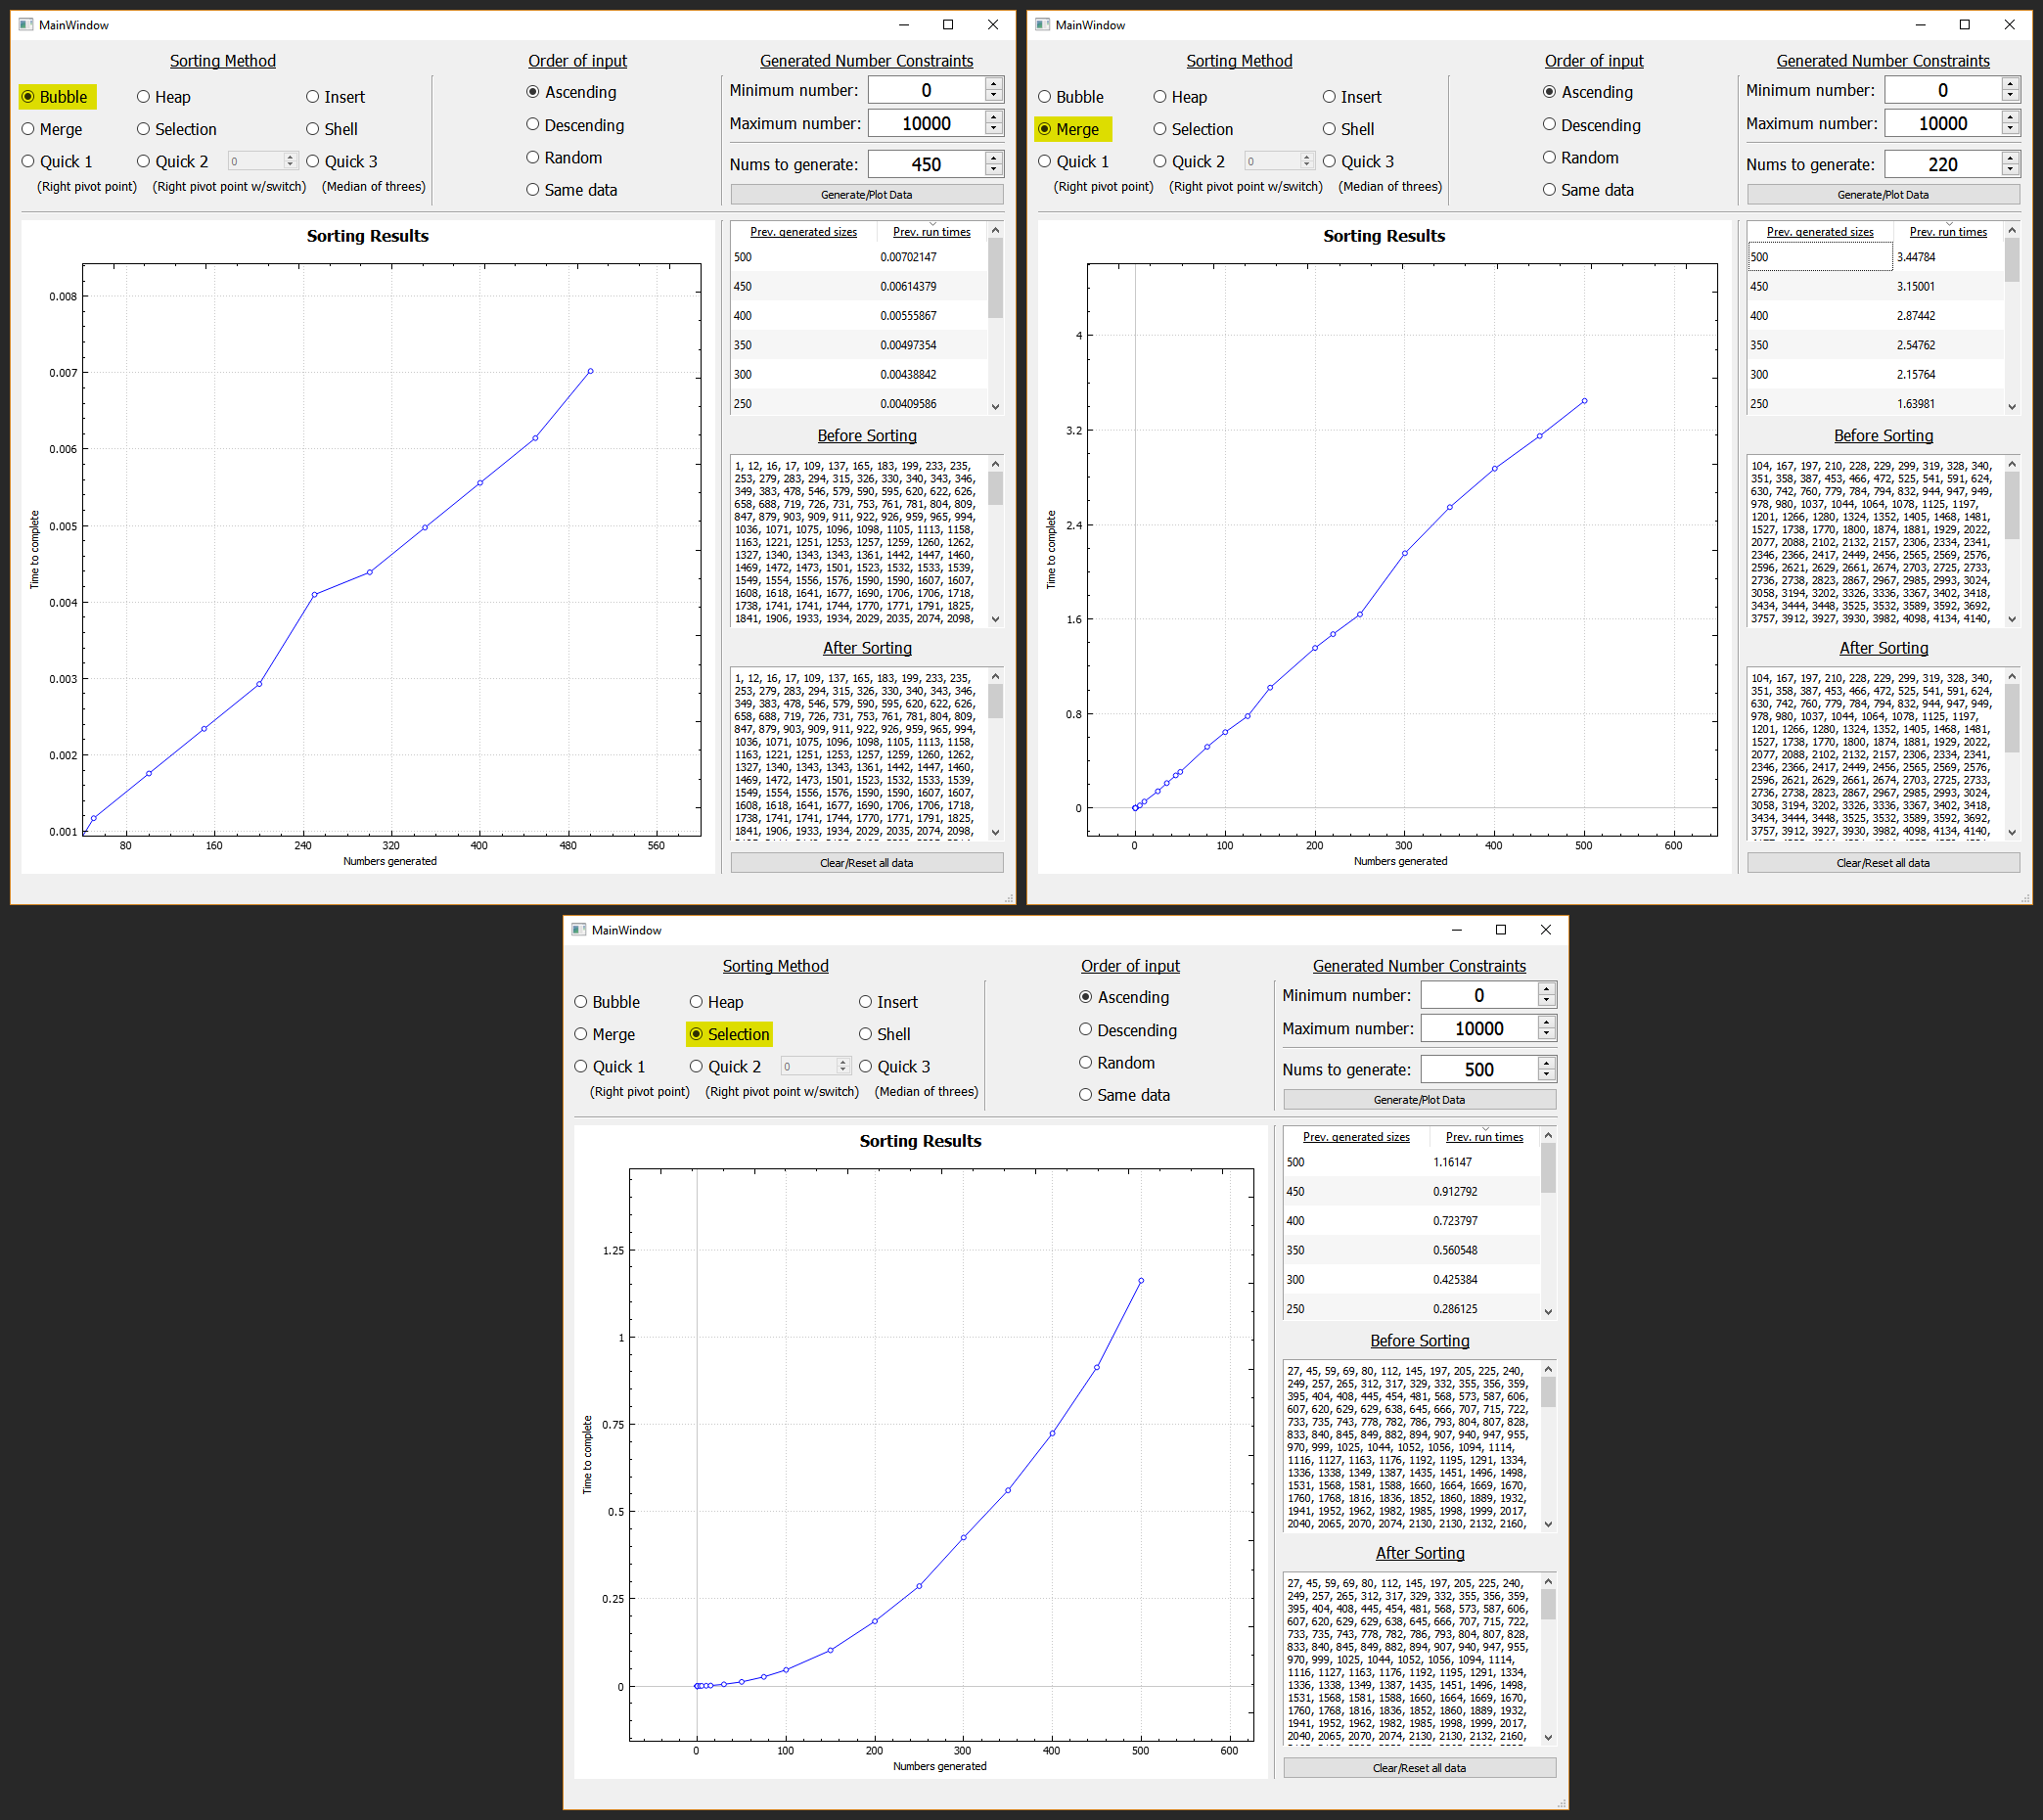 MainWindow
Sorting Method
Order of input
Generated Number Constraints
Bubble
Heap
Insert
Merge
Selection
Shell
Quick 1
Quick 2
0
Quick 3
(Right pivot point)
(Right pivot point w/switch)
(Median of threes)
Ascending
Descending
Random
Same data
Minimum number:
0
Maximum number:
10000
Nums to generate:
450
Generate/Plot Data
Sorting Results
0.008
0.007
0.006
0.005
0.004
0.003
0.002
0.001
Time to complete
80 160 240 320 400 480 560
Numbers generated
Prev. generated sizes Prev. run times
500 0.00702147
450 0.00614379
400 0.00555867
350 0.00497354
300 0.00438842
250 0.00409586
Before Sorting
1, 12, 16, 17, 109, 137, 165, 183, 199, 233, 235,
253, 279, 283, 294, 315, 326, 330, 340, 343, 346,
349, 383, 478, 546, 579, 590, 595, 620, 622, 626,
658, 688, 719, 726, 731, 753, 761, 781, 804, 809,
847, 879, 903, 909, 911, 922, 926, 959, 965, 994,
1036, 1071, 1075, 1096, 1098, 1105, 1113, 1158,
1163, 1221, 1251, 1253, 1257, 1259, 1260, 1262,
1327, 1340, 1343, 1343, 1361, 1442, 1447, 1460,
1469, 1472, 1473, 1501, 1523, 1532, 1533, 1539,
1549, 1554, 1556, 1576, 1590, 1590, 1607, 1607,
1608, 1618, 1641, 1677, 1690, 1706, 1706, 1718,
1738, 1741, 1741, 1744, 1770, 1771, 1791, 1825,
1841, 1906, 1933, 1934, 2029, 2035, 2074, 2098,
After Sorting
1, 12, 16, 17, 109, 137, 165, 183, 199, 233, 235,
253, 279, 283, 294, 315, 326, 330, 340, 343, 346,
349, 383, 478, 546, 579, 590, 595, 620, 622, 626,
658, 688, 719, 726, 731, 753, 761, 781, 804, 809,
847, 879, 903, 909, 911, 922, 926, 959, 965, 994,
1036, 1071, 1075, 1096, 1098, 1105, 1113, 1158,
1163, 1221, 1251, 1253, 1257, 1259, 1260, 1262,
1327, 1340, 1343, 1343, 1361, 1442, 1447, 1460,
1469, 1472, 1473, 1501, 1523, 1532, 1533, 1539,
1549, 1554, 1556, 1576, 1590, 1590, 1607, 1607,
1608, 1618, 1641, 1677, 1690, 1706, 1706, 1718,
1738, 1741, 1741, 1744, 1770, 1771, 1791, 1825,
1841, 1906, 1933, 1934, 2029, 2035, 2074, 2098,
Clear/Reset all data
MainWindow
Sorting Method
Order of input
Generated Number Constraints
Bubble
Heap
Insert
Merge
Selection
Shell
Quick 1
Quick 2
0
Quick 3
(Right pivot point)
(Right pivot point w/switch)
(Median of threes)
Ascending
Descending
Random
Same data
Minimum number:
0
Maximum number:
10000
Nums to generate:
220
Generate/Plot Data
Sorting Results
4
3.2
2.4
1.6
0.8
0
Time to complete
0 100 200 300 400 500 600
Numbers generated
Prev. generated sizes Prev. run times
500 3.44784
450 3.15001
400 2.87442
350 2.54762
300 2.15764
250 1.63981
Before Sorting
104, 167, 197, 210, 228, 229, 299, 319, 328, 340,
351, 358, 387, 453, 466, 472, 525, 541, 591, 624,
630, 742, 760, 779, 784, 794, 832, 944, 947, 949,
978, 980, 1037, 1044, 1064, 1078, 1125, 1197,
1201, 1266, 1280, 1324, 1352, 1405, 1468, 1481,
1527, 1738, 1770, 1800, 1874, 1881, 1929, 2022,
2077, 2088, 2102, 2132, 2157, 2306, 2334, 2341,
2346, 2366, 2417, 2449, 2456, 2565, 2569, 2576,
2596, 2621, 2629, 2661, 2674, 2703, 2725, 2733,
2736, 2738, 2823, 2867, 2967, 2985, 2993, 3024,
3058, 3194, 3202, 3326, 3336, 3367, 3402, 3418,
3434, 3444, 3448, 3525, 3532, 3589, 3592, 3692,
3757, 3912, 3927, 3930, 3982, 4098, 4134, 4140,
After Sorting
104, 167, 197, 210, 228, 229, 299, 319, 328, 340,
351, 358, 387, 453, 466, 472, 525, 541, 591, 624,
630, 742, 760, 779, 784, 794, 832, 944, 947, 949,
978, 980, 1037, 1044, 1064, 1078, 1125, 1197,
1201, 1266, 1280, 1324, 1352, 1405, 1468, 1481,
1527, 1738, 1770, 1800, 1874, 1881, 1929, 2022,
2077, 2088, 2102, 2132, 2157, 2306, 2334, 2341,
2346, 2366, 2417, 2449, 2456, 2565, 2569, 2576,
2596, 2621, 2629, 2661, 2674, 2703, 2725, 2733,
2736, 2738, 2823, 2867, 2967, 2985, 2993, 3024,
3058, 3194, 3202, 3326, 3336, 3367, 3402, 3418,
3434, 3444, 3448, 3525, 3532, 3589, 3592, 3692,
3757, 3912, 3927, 3930, 3982, 4098, 4134, 4140,
Clear/Reset all data
MainWindow
Sorting Method
Order of input
Generated Number Constraints
Bubble
Heap
Insert
Merge
Selection
Shell
Quick 1
Quick 2
0
Quick 3
(Right pivot point)
(Right pivot point w/switch)
(Median of threes)
Ascending
Descending
Random
Same data
Minimum number:
0
Maximum number:
10000
Nums to generate:
500
Generate/Plot Data
Sorting Results
1.25
1
0.75
0.5
0.25
0
Time to complete
0 100 200 300 400 500 600
Numbers generated
Prev. generated sizes Prev. run times
500 1.16147
450 0.912792
400 0.723797
350 0.560548
300 0.425384
250 0.286125
Before Sorting
27, 45, 59, 69, 80, 112, 145, 197, 205, 225, 240,
249, 257, 265, 312, 317, 329, 332, 355, 356, 359,
395, 404, 408, 445, 454, 481, 568, 573, 587, 606,
607, 620, 629, 629, 638, 645, 666, 707, 715, 722,
733, 735, 743, 778, 782, 786, 793, 804, 807, 828,
833, 840, 845, 849, 882, 894, 907, 940, 947, 955,
970, 999, 1025, 1044, 1052, 1056, 1094, 1114,
1116, 1127, 1163, 1176, 1192, 1195, 1291, 1334,
1336, 1338, 1349, 1387, 1435, 1451, 1496, 1498,
1531, 1568, 1581, 1588, 1660, 1664, 1669, 1670,
1760, 1768, 1816, 1836, 1852, 1860, 1889, 1932,
1941, 1952, 1962, 1982, 1985, 1998, 1999, 2017,
2040, 2065, 2070, 2074, 2130, 2130, 2132, 2160,
After Sorting
27, 45, 59, 69, 80, 112, 145, 197, 205, 225, 240,
249, 257, 265, 312, 317, 329, 332, 355, 356, 359,
395, 404, 408, 445, 454, 481, 568, 573, 587, 606,
607, 620, 629, 629, 638, 645, 666, 707, 715, 722,
733, 735, 743, 778, 782, 786, 793, 804, 807, 828,
833, 840, 845, 849, 882, 894, 907, 940, 947, 955,
970, 999, 1025, 1044, 1052, 1056, 1094, 1114,
1116, 1127, 1163, 1176, 1192, 1195, 1291, 1334,
1336, 1338, 1349, 1387, 1435, 1451, 1496, 1498,
1531, 1568, 1581, 1588, 1660, 1664, 1669, 1670,
1760, 1768, 1816, 1836, 1852, 1860, 1889, 1932,
1941, 1952, 1962, 1982, 1985, 1998, 1999, 2017,
2040, 2065, 2070, 2074, 2130, 2130, 2132, 2160,
Clear/Reset all data